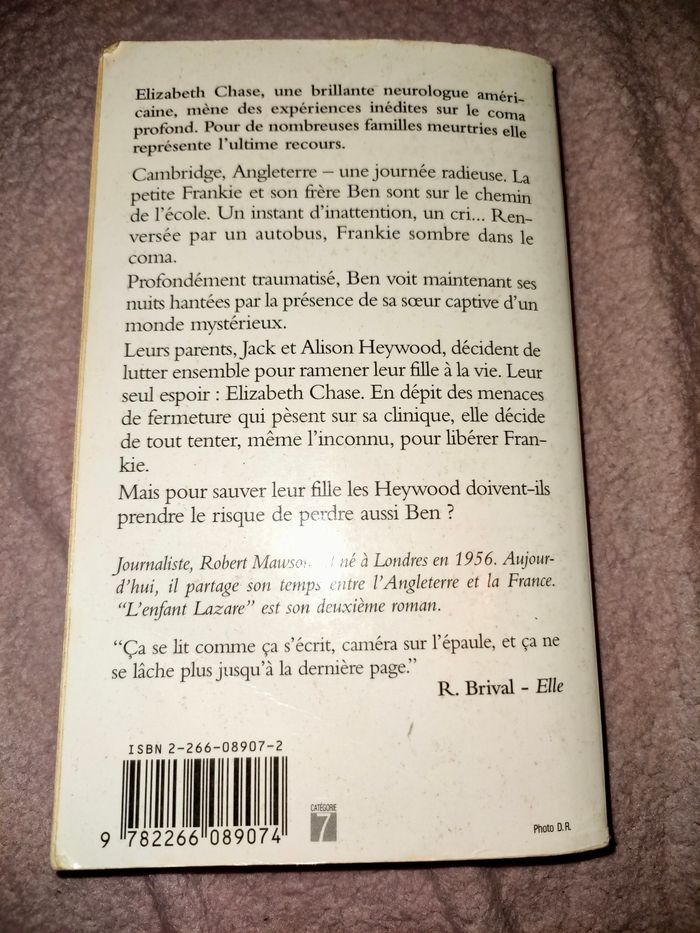 Elizabeth Chase, une brillante neurologue améri-
caine, mène des expériences inédites sur le coma
profond. Pour de nombreuses familles meurtries elle
représente l'ultime recours.
Cambridge, Angleterre – une journée radieuse. La
petite Frankie et son frère Ben sont sur le chemin
de l'école. Un instant d'inattention, un cri... Ren-
versée par un autobus, Frankie sombre dans le
coma.
Profondément traumatisé, Ben voit maintenant ses
nuits hantées par la présence de sa sœur captive d'un
monde mystérieux.
Leurs parents, Jack et Alison Heywood, décident de
lutter ensemble pour ramener leur fille à la vie. Leur
seul espoir : Elizabeth Chase. En dépit des menaces
de fermeture qui pèsent sur sa clinique, elle décide
de tout tenter, même l'inconnu, pour libérer Fran-
kie.
Mais pour sauver leur fille les Heywood doivent-ils
prendre le risque de perdre aussi Ben ?
Journaliste, Robert né à Londres en 1956. Aujour-
d'hui, il partage son temps entre l'Angleterre et la France.
"L'enfant Lazare" est son deuxième roman.
"Ça se lit comme ça s'écrit, caméra sur l'épaule, et ça ne
se lâche plus jusqu'à la dernière page."
R. Brival – Elle
ISBN 2-266-08907-2
9 782266 089074
CATÉGORIE
7
Photo D.R.